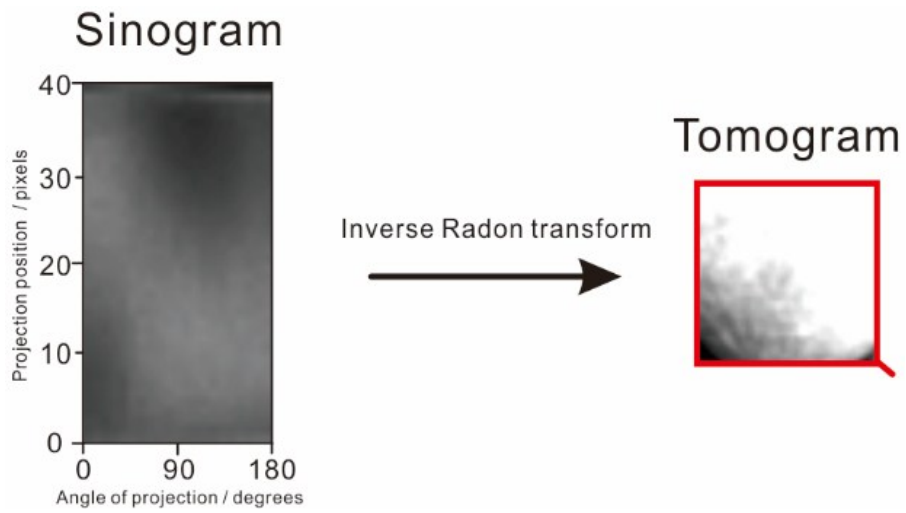 Sinogram
40
30
20
10
0
0 90 180
Projection position / pixels
Angle of projection / degrees
Inverse Radon transform
Tomogram